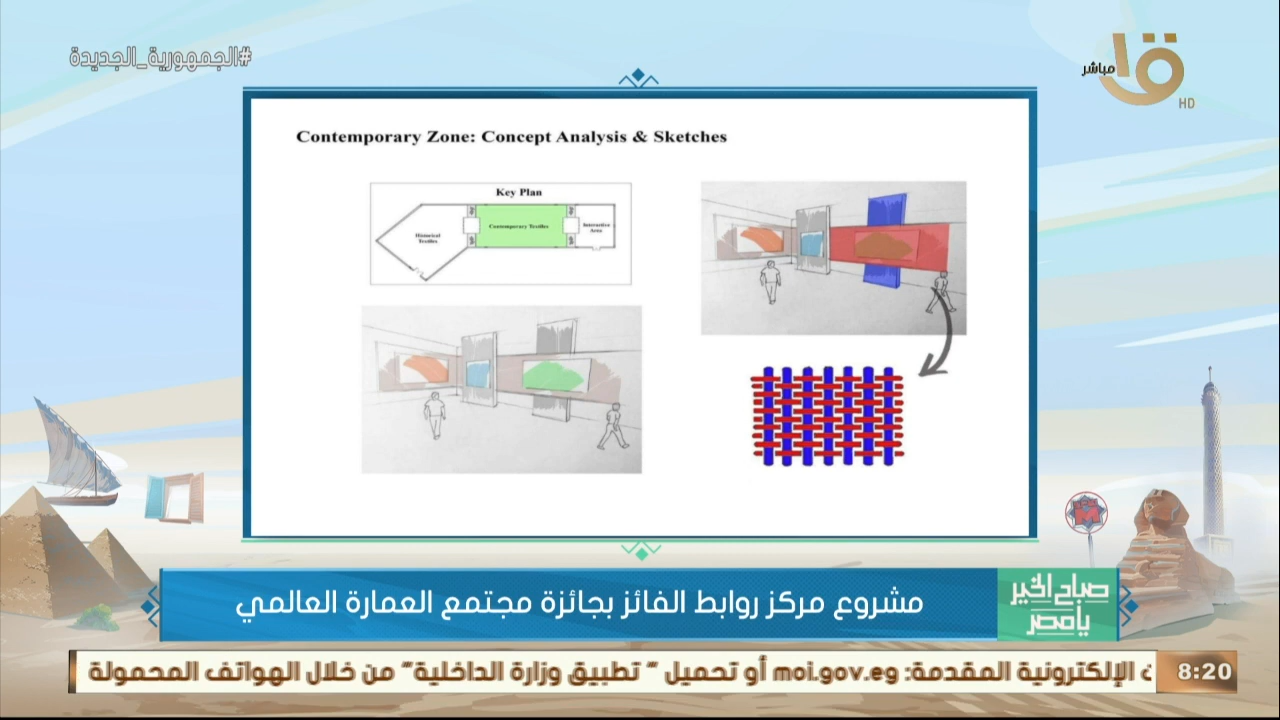 #الجمهورية_الجديدة
مباشر
HD
Contemporary Zone: Concept Analysis & Sketches
Key Plan
Historical
Textiles
Contemporary Textiles
Interactive
Area
صباح الخير
يا مصر
مشروع مركز روابط الفائز بجائزة مجتمع العمارة العالمي
8:20
الإلكترونية المقدمة: moi.gov.eg أو تحميل " تطبيق وزارة الداخلية" من خلال الهواتف المحمولة